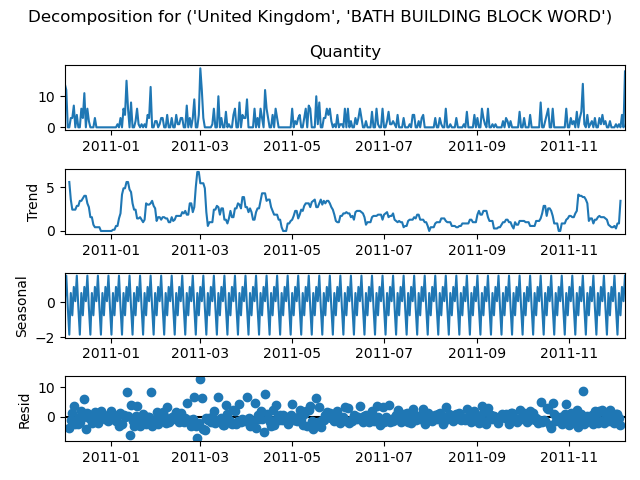 Decomposition for ('United Kingdom', 'BATH BUILDING BLOCK WORD')
Quantity
10
0
2011-01 2011-03 2011-05 2011-07 2011-09 2011-11
Trend
5
0
2011-01 2011-03 2011-05 2011-07 2011-09 2011-11
Seasonal
0
−2
2011-01 2011-03 2011-05 2011-07 2011-09 2011-11
Resid
10
0
2011-01 2011-03 2011-05 2011-07 2011-09 2011-11